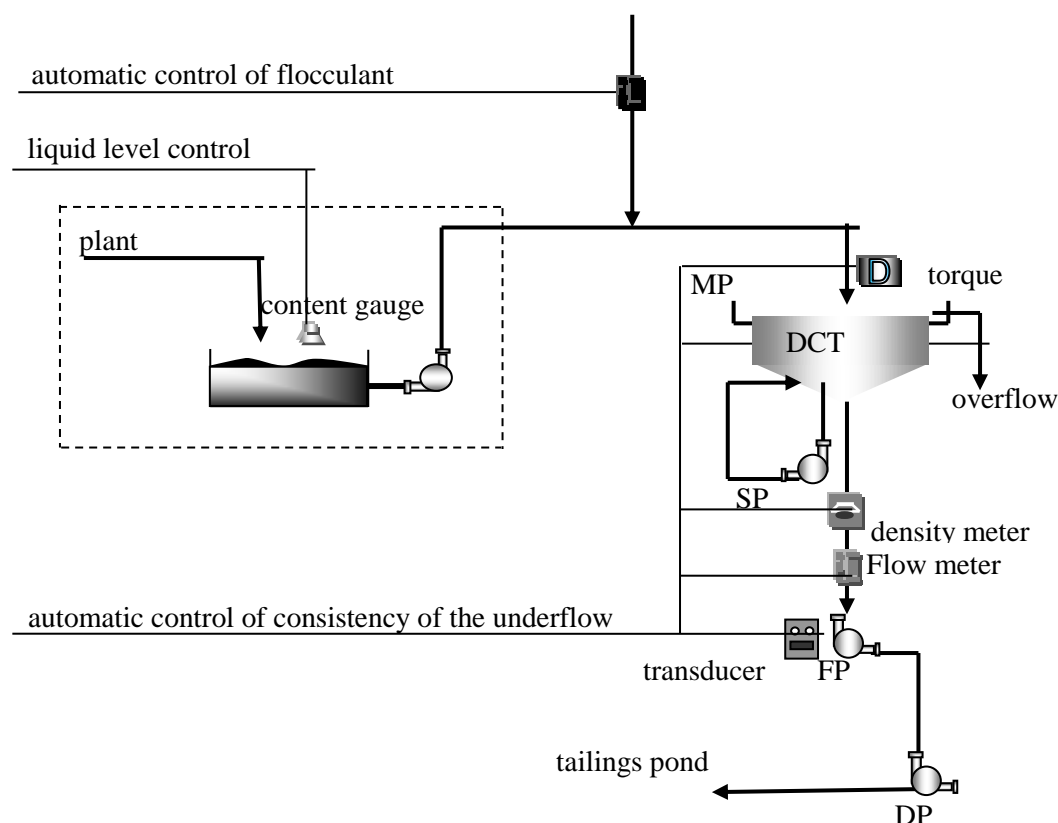 automatic control of flocculant
liquid level control
plant
content gauge
D
MP
torque
DCT
overflow
SP
density meter
Flow meter
automatic control of consistency of the underflow
transducer
FP
tailings pond
DP